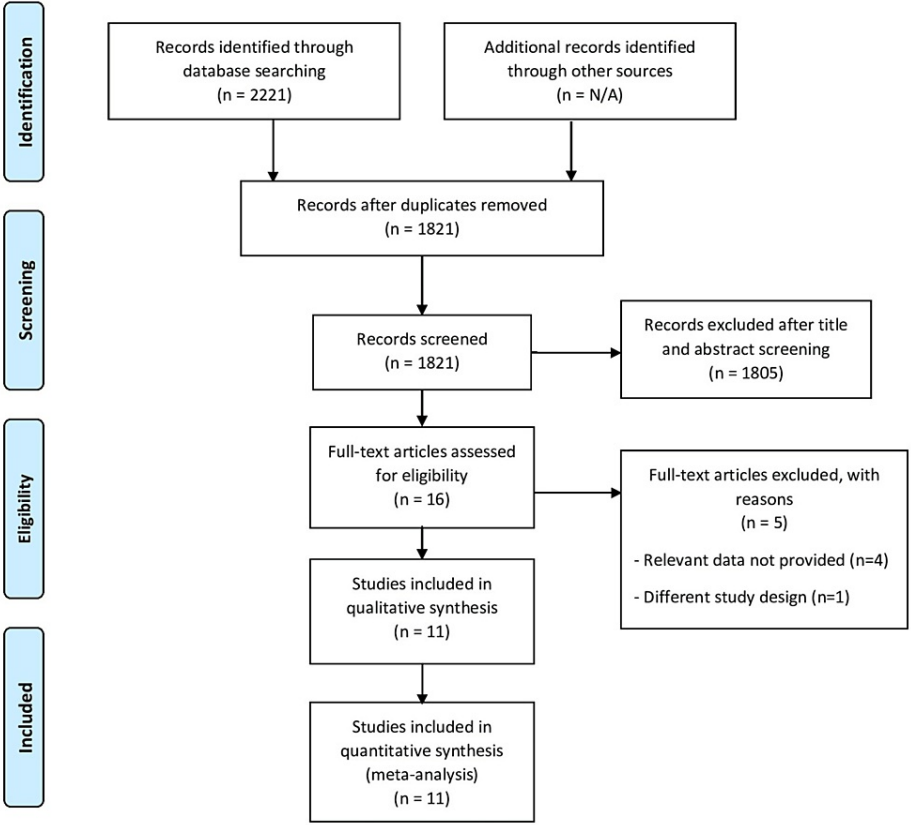 Identification
Records identified through
database searching
(n = 2221)
Additional records identified
through other sources
(n = N/A)
Records after duplicates removed
(n = 1821)
Screening
Records screened
(n = 1821)
Records excluded after title
and abstract screening
(n = 1805)
Eligibility
Full-text articles assessed
for eligibility
(n = 16)
Full-text articles excluded, with
reasons
(n = 5)
- Relevant data not provided (n=4)
- Different study design (n=1)
Studies included in
qualitative synthesis
(n = 11)
Included
Studies included in
quantitative synthesis
(meta-analysis)
(n = 11)